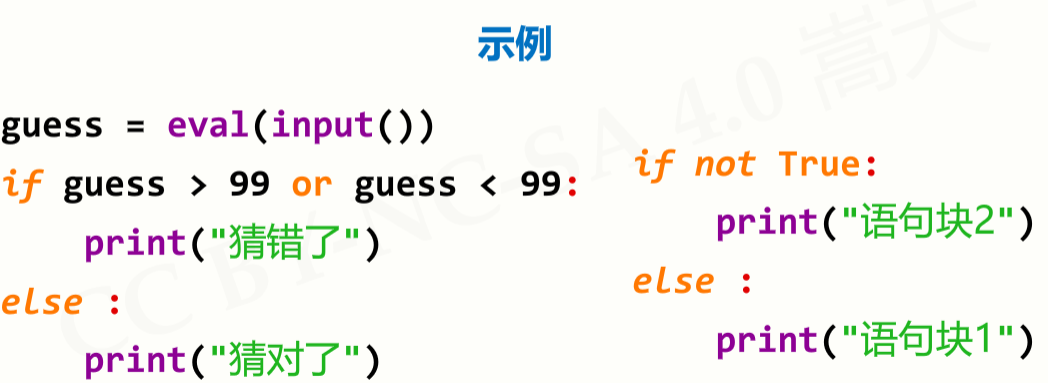 示例
guess = eval(input())
if guess > 99 or guess < 99:
    print("猜错了")
else :
    print("猜对了")
if not True:
    print("语句块2")
else :
    print("语句块1")
CC BY-NC-SA 4.0 嵩天